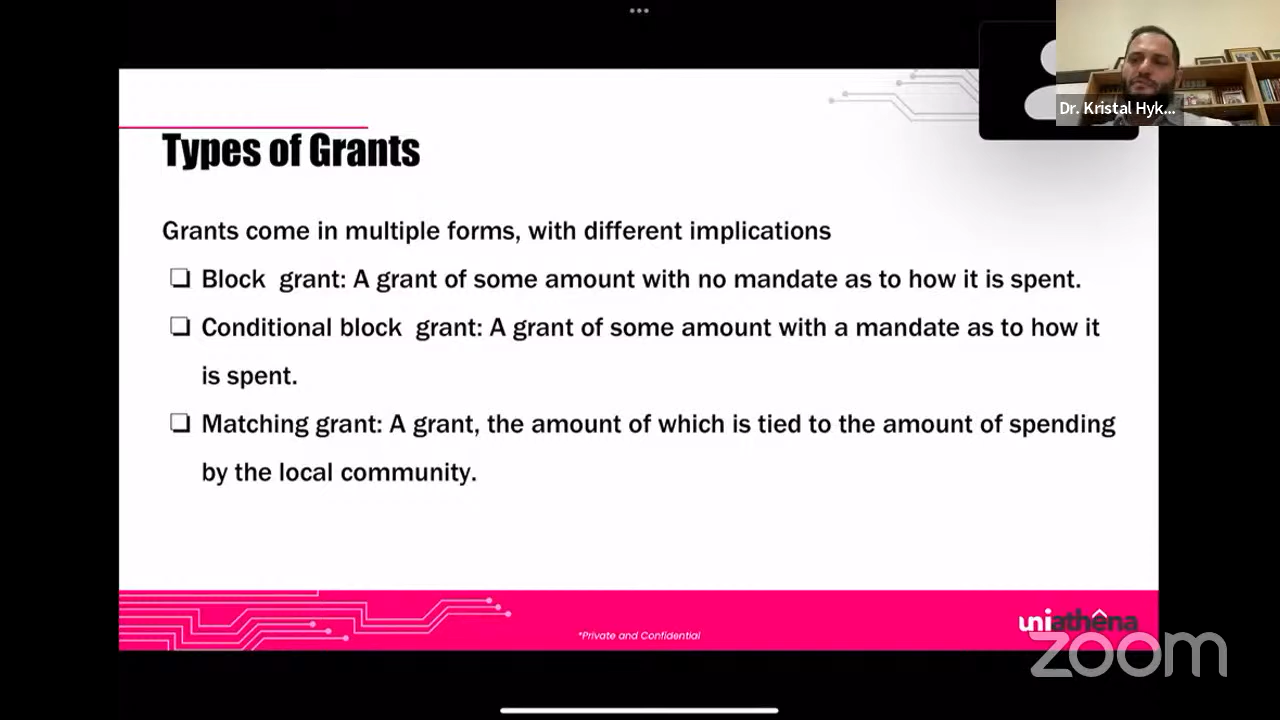 Dr. Kristal Hyk...
Types of Grants
Grants come in multiple forms, with different implications
Block grant: A grant of some amount with no mandate as to how it is spent.
Conditional block grant: A grant of some amount with a mandate as to how it
is spent.
Matching grant: A grant, the amount of which is tied to the amount of spending
by the local community.
*Private and Confidential
uniathena
zoom